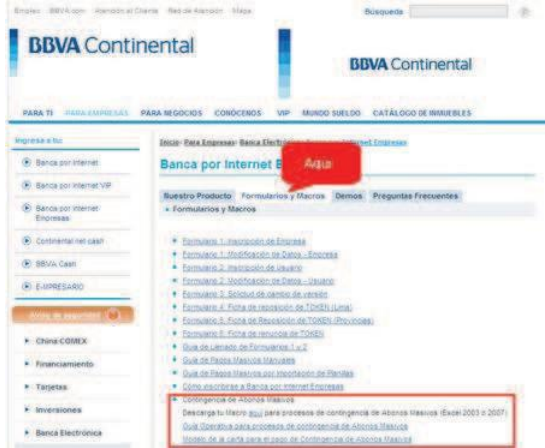 Empleo BBVA.com Atención al Cliente Red de Atención Mapa
Búsqueda
BBVA Continental
BBVA Continental
PARA TI PARA EMPRESAS PARA NEGOCIOS CONÓCENOS VIP MUNDO SUELDO CATÁLOGO DE INMUEBLES
Ingresa a tu:
Banca por Internet
Banca por Internet VIP
Banca por Internet Empresas
Continental net cash
BBVA Cash
E-MPRESARIO
Aviso de seguridad
China COMEX
Financiamiento
Tarjetas
Inversiones
Banca Electrónica
Inicio Para Empresas Banca Electrónica Internet Empresas
Banca por Internet E
Aquí
Nuestro Producto Formularios y Macros Demos Preguntas Frecuentes
Formularios y Macros
Formulario 1: Inscripción de Empresa
Formulario 1: Modificación de Datos - Empresa
Formulario 2: Inscripción de Usuario
Formulario 2: Modificación de Datos - Usuario
Formulario 3: Solicitud de cambio de versión
Formulario 4: Ficha de reposición de TOKEN (Lima)
Formulario 5: Ficha de Reposición de TOKEN (Provincias)
Formulario 6: Ficha de renuncia de TOKEN
Guía de Llenado de Formularios 1 y 2
Guía de Pagos Masivos Manuales
Guía de Pagos Masivos por Importación de Planillas
Cómo inscribirse a Banca por Internet Empresas
Contingencia de Abonos Masivos
Descarga tu Macro aquí para procesos de contingencia de Abonos Masivos (Excel 2003 ó 2007)
Guía Operativa para procesos de contingencia de Abonos Masivos
Modelo de la carta para el pago de Contingencia de Abonos Masivos